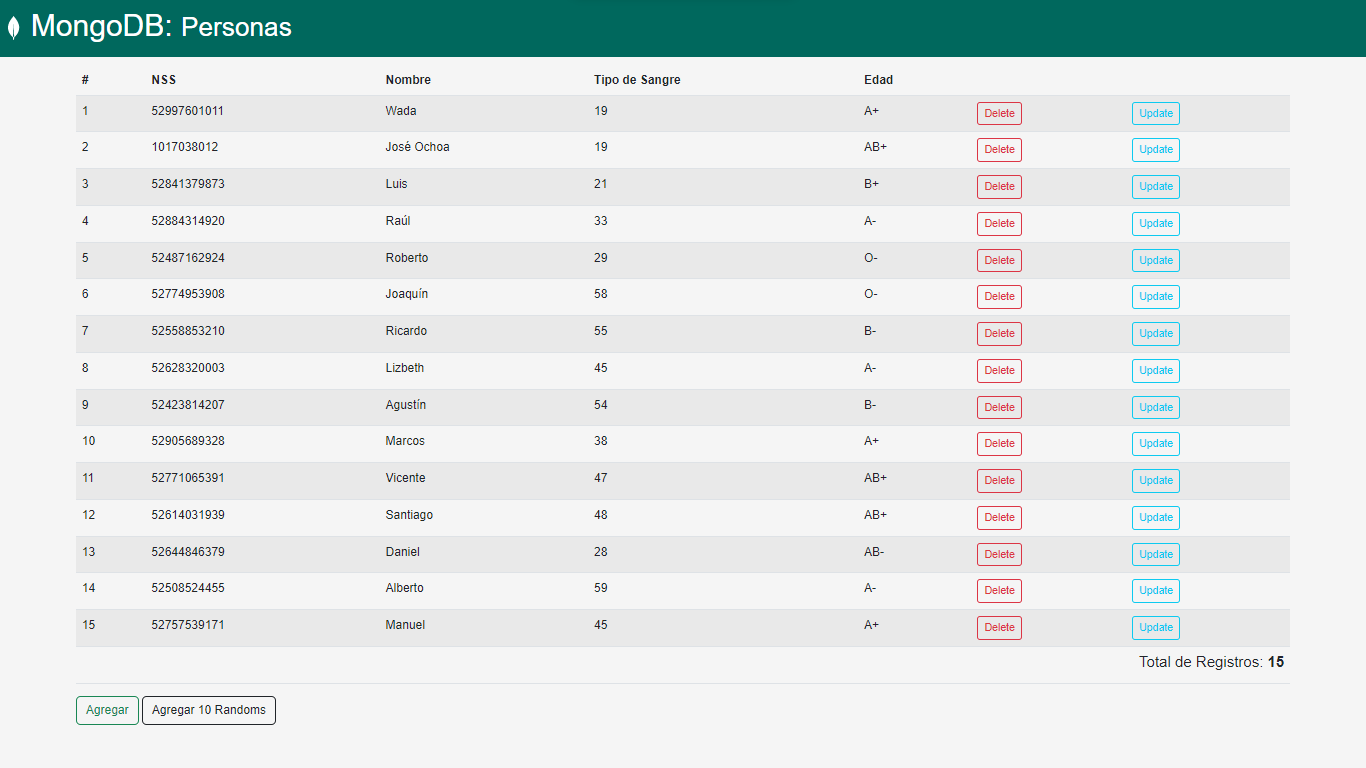 MongoDB: Personas
# NSS Nombre Tipo de Sangre Edad
1 52997601011 Wada 19 A+ Delete Update
2 1017038012 José Ochoa 19 AB+ Delete Update
3 52841379873 Luis 21 B+ Delete Update
4 52884314920 Raúl 33 A- Delete Update
5 52487162924 Roberto 29 O- Delete Update
6 52774953908 Joaquín 58 O- Delete Update
7 52558853210 Ricardo 55 B- Delete Update
8 52628320003 Lizbeth 45 A- Delete Update
9 52423814207 Agustín 54 B- Delete Update
10 52905689328 Marcos 38 A+ Delete Update
11 52771065391 Vicente 47 AB+ Delete Update
12 52614031939 Santiago 48 AB+ Delete Update
13 52644846379 Daniel 28 AB- Delete Update
14 52508524455 Alberto 59 A- Delete Update
15 52757539171 Manuel 45 A+ Delete Update
Total de Registros: 15
Agregar Agregar 10 Randoms